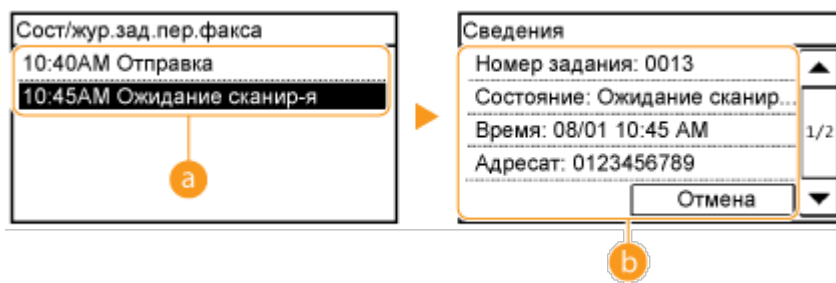 Сост/жур.зад.пер.факса
10:40AM Отправка
10:45AM Ожидание сканир-я
a
Сведения
Номер задания: 0013
Состояние: Ожидание сканир...
Время: 08/01 10:45 AM
1/2
Адресат: 0123456789
Отмена
b